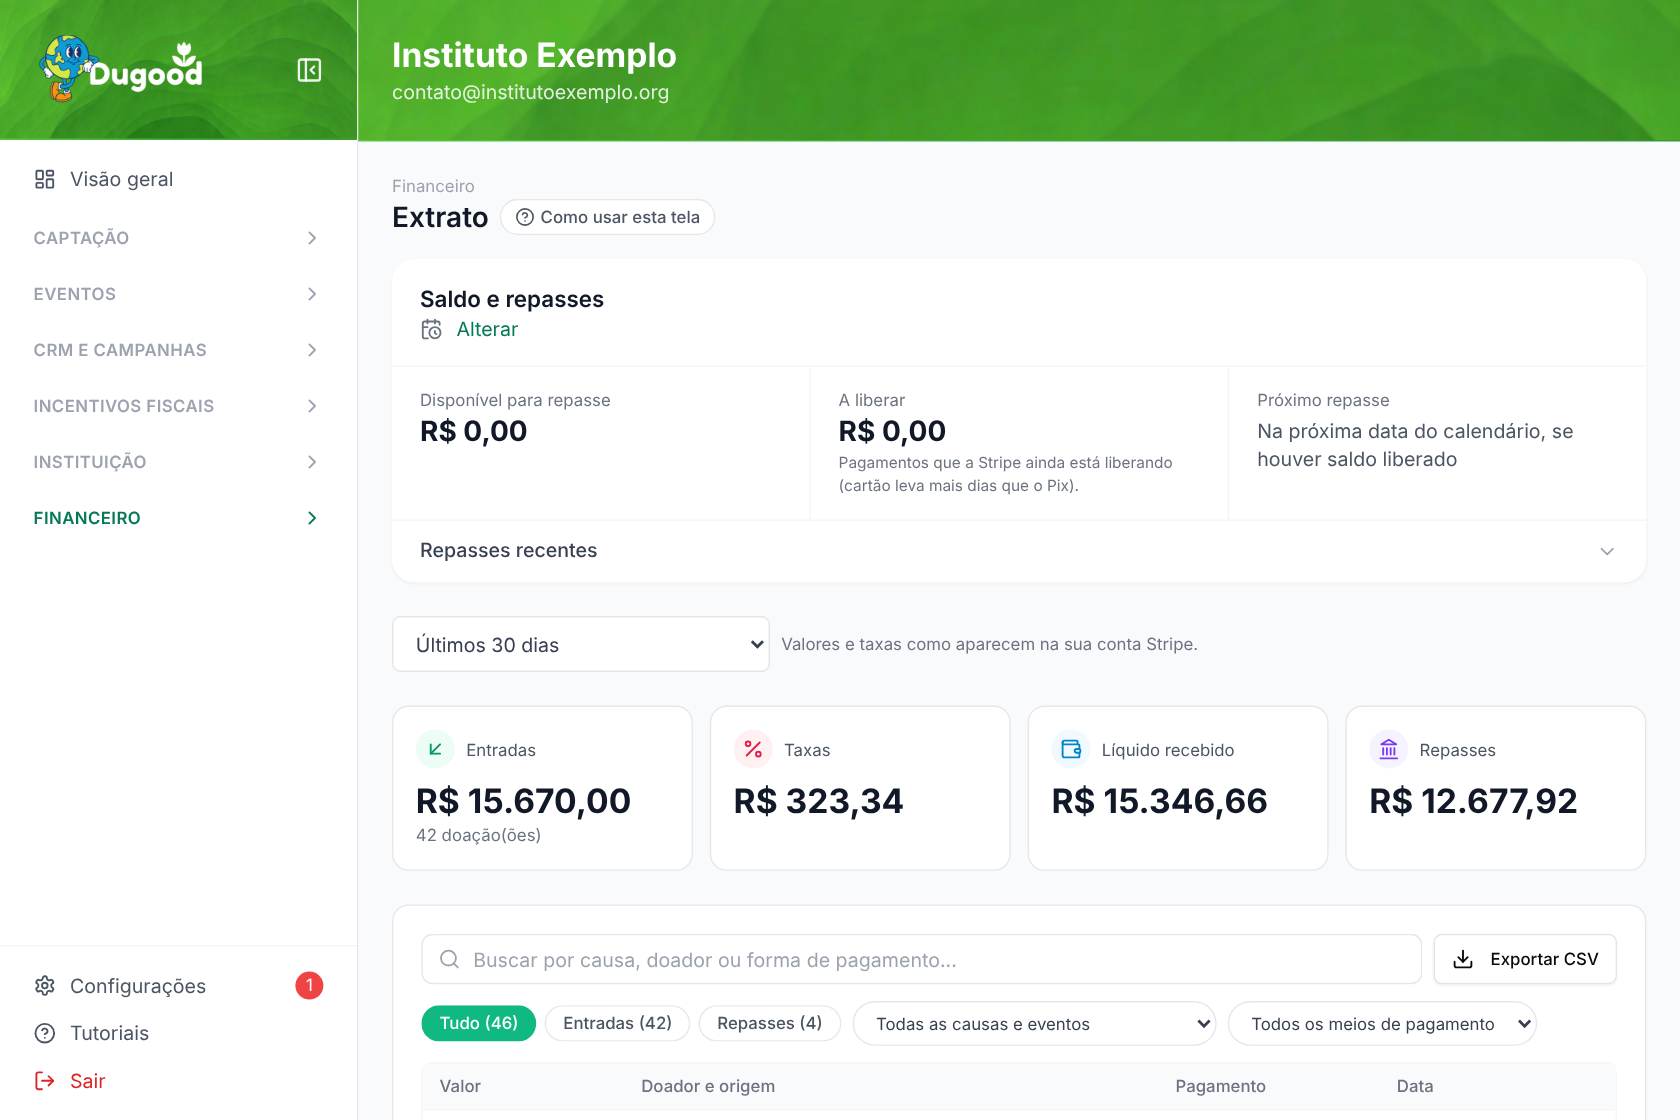 Dugood
Instituto Exemplo
contato@institutoexemplo.org
Visão geral
CAPTAÇÃO
EVENTOS
CRM E CAMPANHAS
INCENTIVOS FISCAIS
INSTITUIÇÃO
FINANCEIRO
Configurações
1
Tutoriais
Sair
Financeiro
Extrato
Como usar esta tela
Saldo e repasses
Alterar
Disponível para repasse
R$ 0,00
A liberar
R$ 0,00
Pagamentos que a Stripe ainda está liberando
(cartão leva mais dias que o Pix).
Próximo repasse
Na próxima data do calendário, se
houver saldo liberado
Repasses recentes
Últimos 30 dias
Valores e taxas como aparecem na sua conta Stripe.
Entradas
R$ 15.670,00
42 doação(ões)
Taxas
R$ 323,34
Líquido recebido
R$ 15.346,66
Repasses
R$ 12.677,92
Buscar por causa, doador ou forma de pagamento...
Exportar CSV
Tudo (46)
Entradas (42)
Repasses (4)
Todas as causas e eventos
Todos os meios de pagamento
Valor
Doador e origem
Pagamento
Data